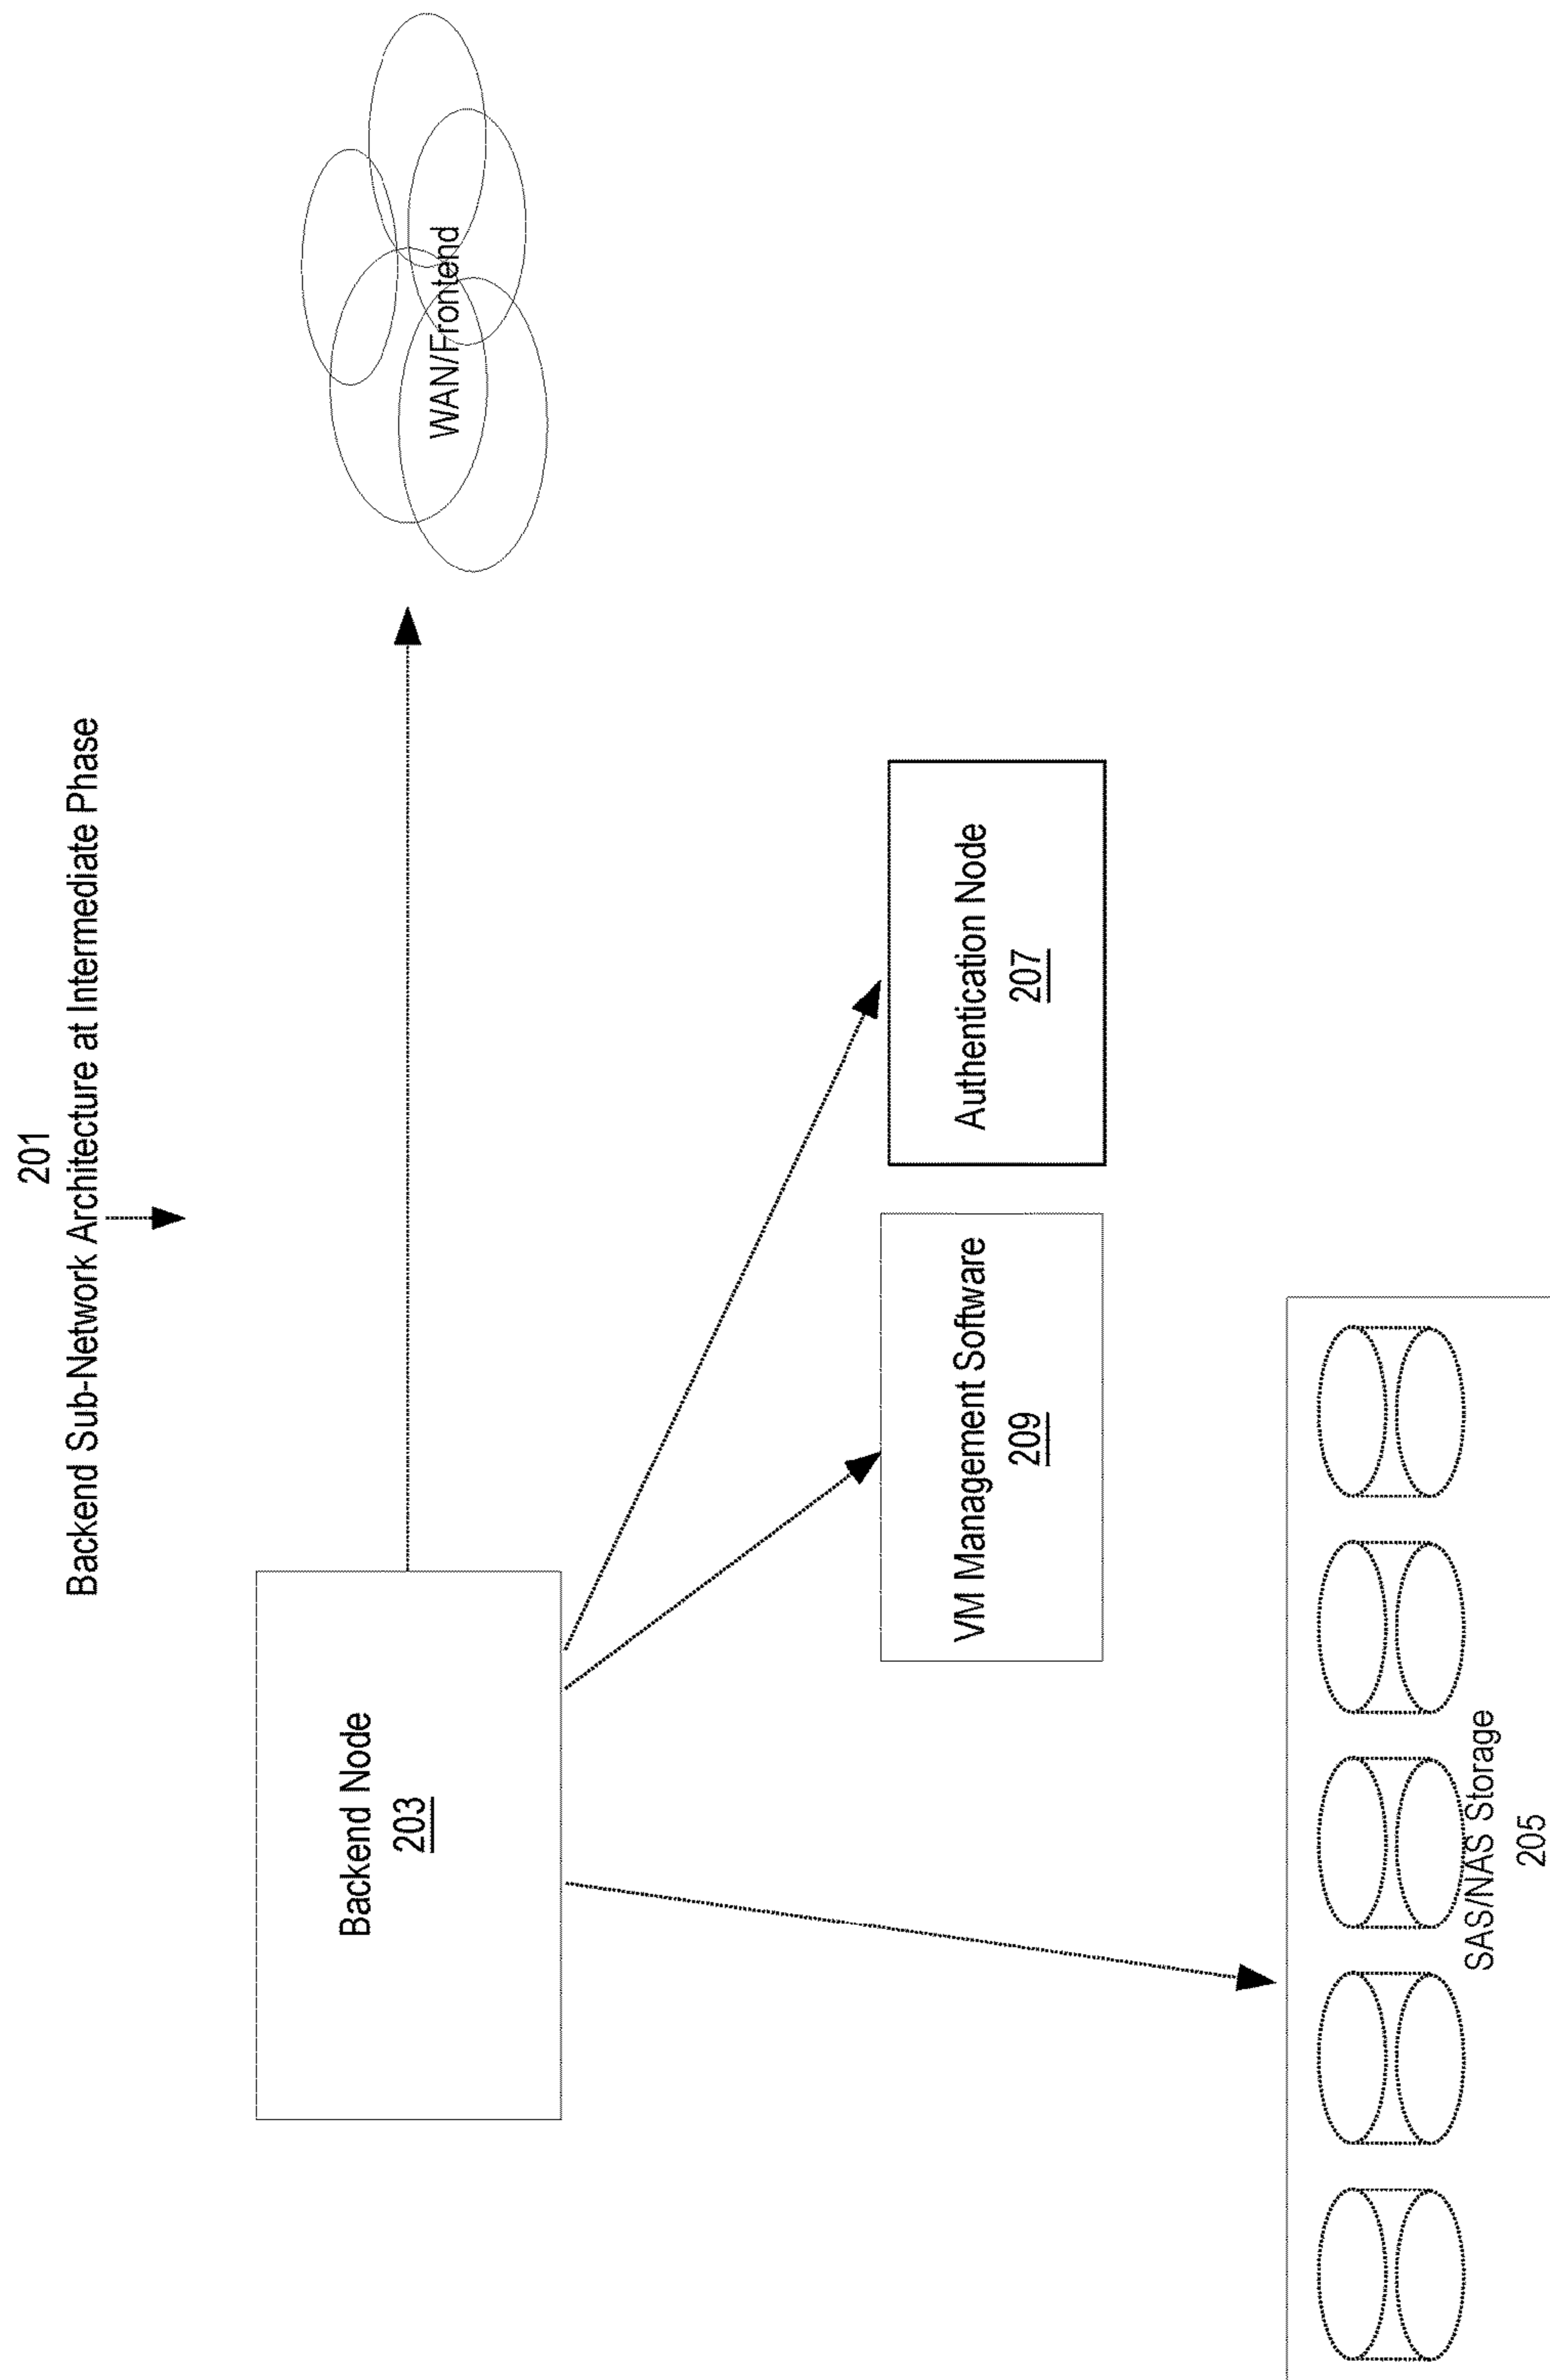 201
Backend Sub-Network Architecture at Intermediate Phase
WAN/Frontend
Backend Node
203
Authentication Node
207
VM Management Software
209
SAS/NAS Storage
205